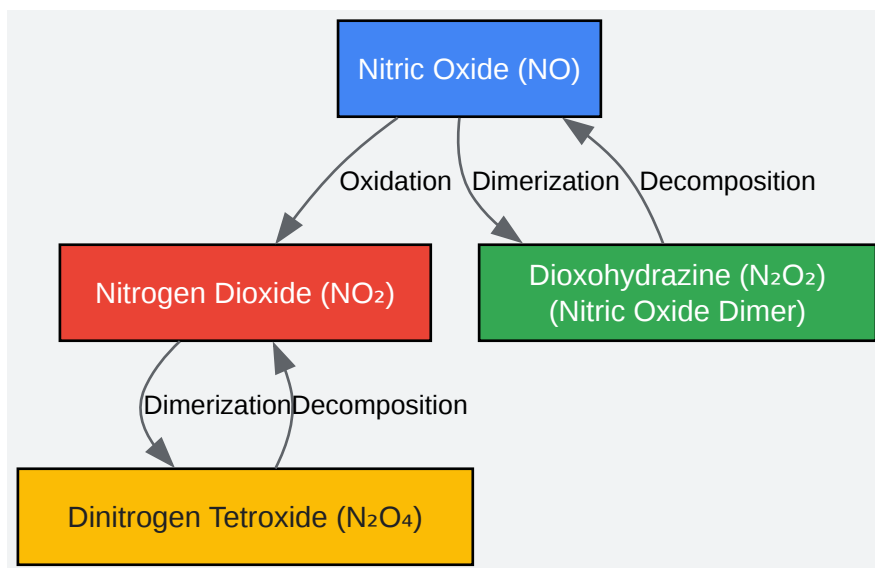 Nitric Oxide (NO)
Oxidation
Dimerization
Decomposition
Nitrogen Dioxide (NO₂)
Dioxohydrazine (N₂O₂)
(Nitric Oxide Dimer)
Dimerization
Decomposition
Dinitrogen Tetroxide (N₂O₄)